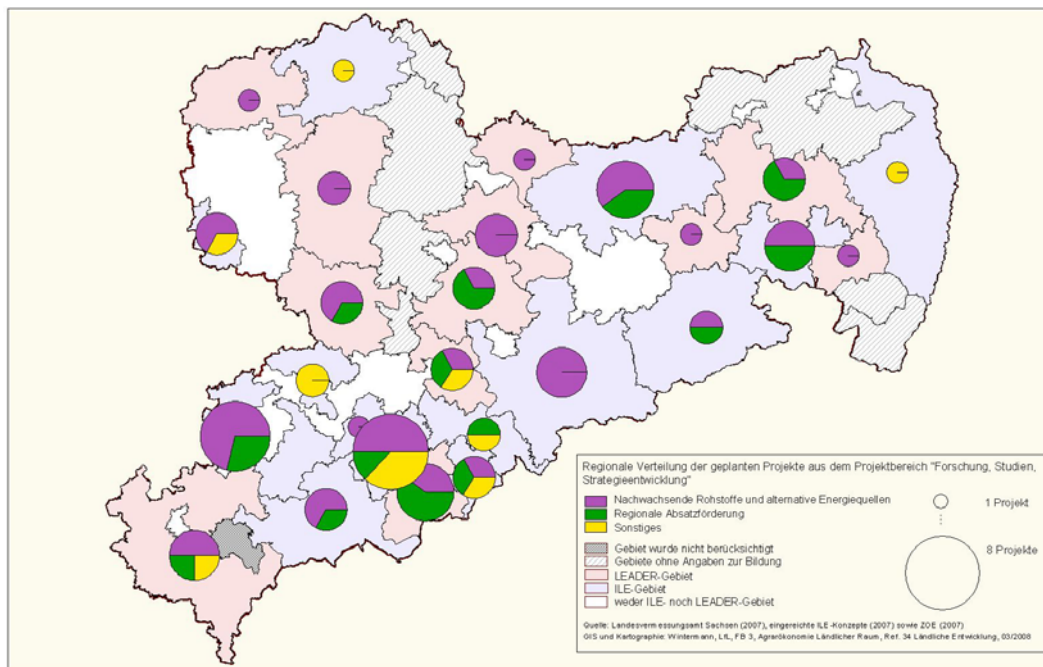 Regionale Verteilung der geplanten Projekte aus dem Projektbereich "Forschung, Studien,
Strategieentwicklung"
Nachwachsende Rohstoffe und alternative Energiequellen
Regionale Absatzförderung
Sonstiges
Gebiet wurde nicht berücksichtigt
Gebiete ohne Angaben zur Bildung
LEADER-Gebiet
ILE-Gebiet
weder ILE- noch LEADER-Gebiet
1 Projekt
8 Projekte
Quelle: Landesvermessungsamt Sachsen (2007), eingereichte ILE-Konzepte (2007) sowie ZOE (2007)
GIS und Kartographie: Wintermann, LfL, FB 3, Agrarökonomie Ländlicher Raum, Ref. 34 Ländliche Entwicklung, 03/2008